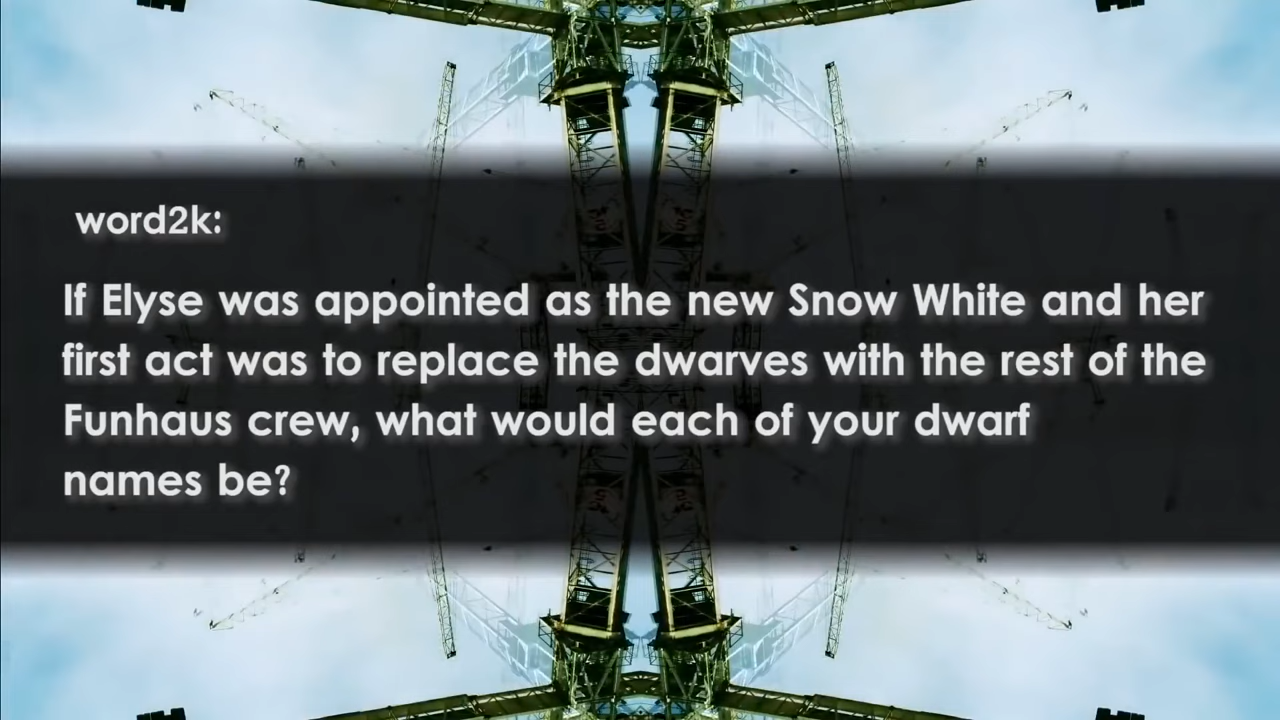 word2k:
If Elyse was appointed as the new Snow White and her
first act was to replace the dwarves with the rest of the
Funhaus crew, what would each of your dwarf
names be?